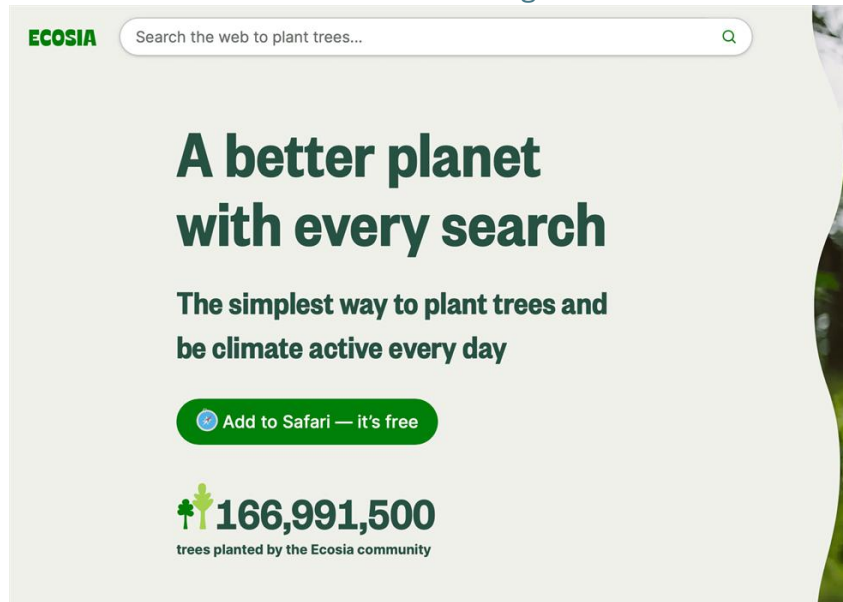 ECOSIA
Search the web to plant trees...
A better planet
with every search
The simplest way to plant trees and
be climate active every day
Add to Safari — it’s free
166,991,500
trees planted by the Ecosia community